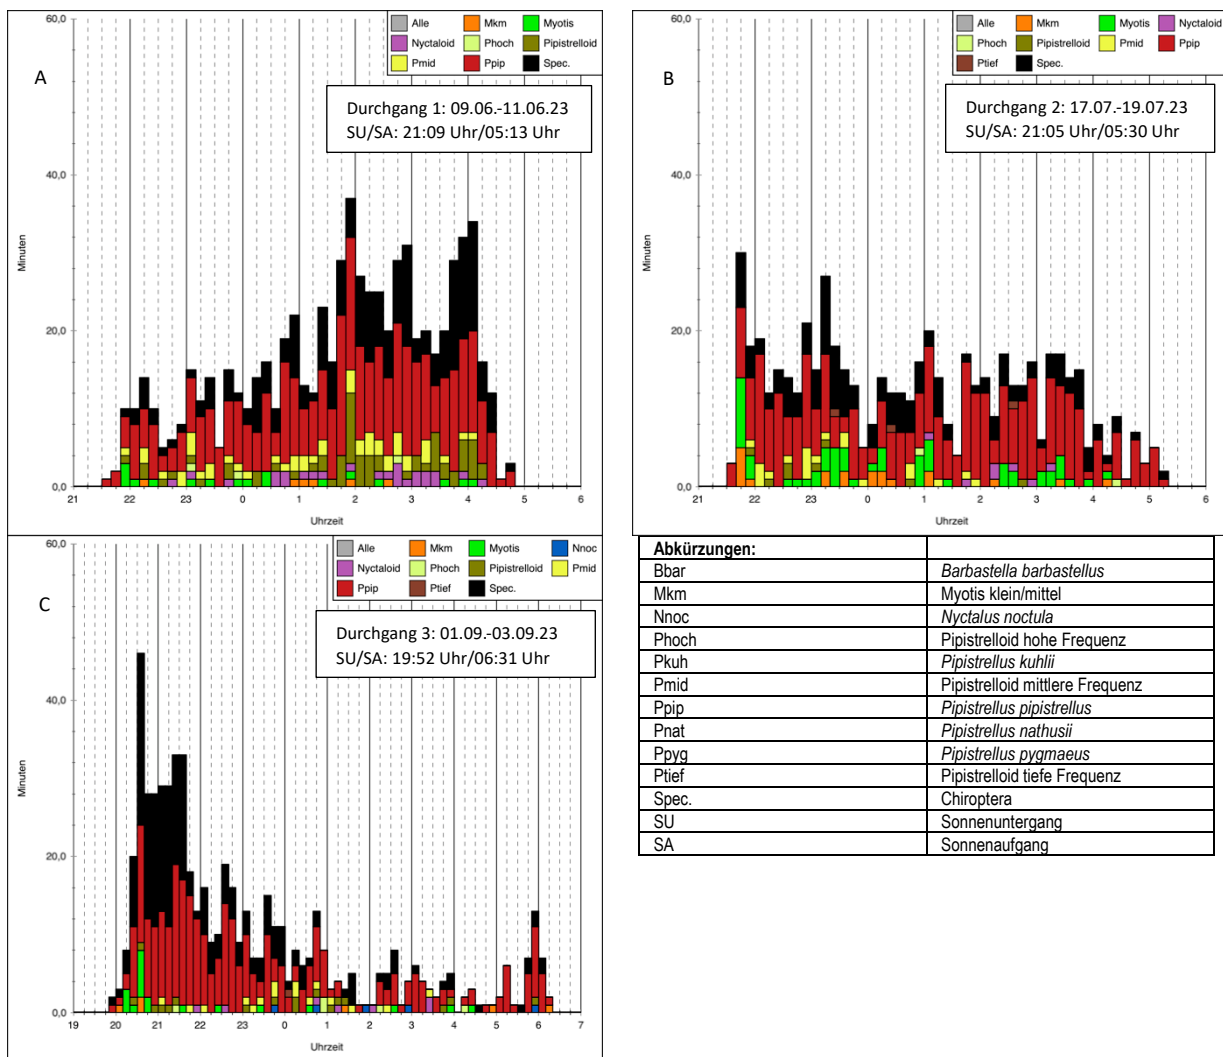 60,0
40,0
20,0
0,0
Minuten
A
Alle Mkm Myotis
Nyctaloid Phoch Pipistrelloid
Pmid Ppip Spec.
Durchgang 1: 09.06.-11.06.23
SU/SA: 21:09 Uhr/05:13 Uhr
21 22 23 0 1 2 3 4 5 6
Uhrzeit
60,0
40,0
20,0
0,0
Minuten
B
Alle Mkm Myotis Nyctaloid
Phoch Pipistrelloid Pmid Ppip
Ptief Spec.
Durchgang 2: 17.07.-19.07.23
SU/SA: 21:05 Uhr/05:30 Uhr
21 22 23 0 1 2 3 4 5 6
Uhrzeit
60,0
40,0
20,0
0,0
Minuten
C
Alle Mkm Myotis Nnoc
Nyctaloid Phoch Pipistrelloid Pmid
Ppip Ptief Spec.
Durchgang 3: 01.09.-03.09.23
SU/SA: 19:52 Uhr/06:31 Uhr
19 20 21 22 23 0 1 2 3 4 5 6 7
Uhrzeit
Abkürzungen:
Bbar Barbastella barbastellus
Mkm Myotis klein/mittel
Nnoc Nyctalus noctula
Phoch Pipistrelloid hohe Frequenz
Pkuh Pipistrellus kuhlii
Pmid Pipistrelloid mittlere Frequenz
Ppip Pipistrellus pipistrellus
Pnat Pipistrellus nathusii
Ppyg Pipistrellus pygmaeus
Ptief Pipistrelloid tiefe Frequenz
Spec. Chiroptera
SU Sonnenuntergang
SA Sonnenaufgang